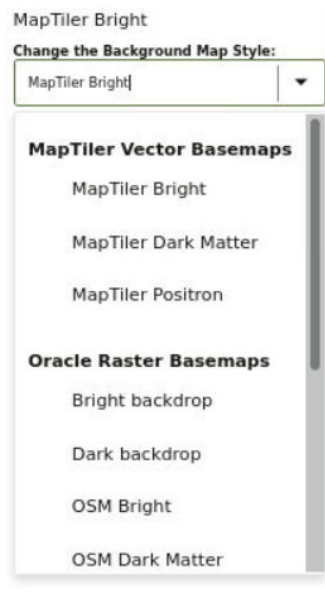 MapTiler Bright
Change the Background Map Style:
MapTiler Bright
MapTiler Vector Basemaps
MapTiler Bright
MapTiler Dark Matter
MapTiler Positron
Oracle Raster Basemaps
Bright backdrop
Dark backdrop
OSM Bright
OSM Dark Matter